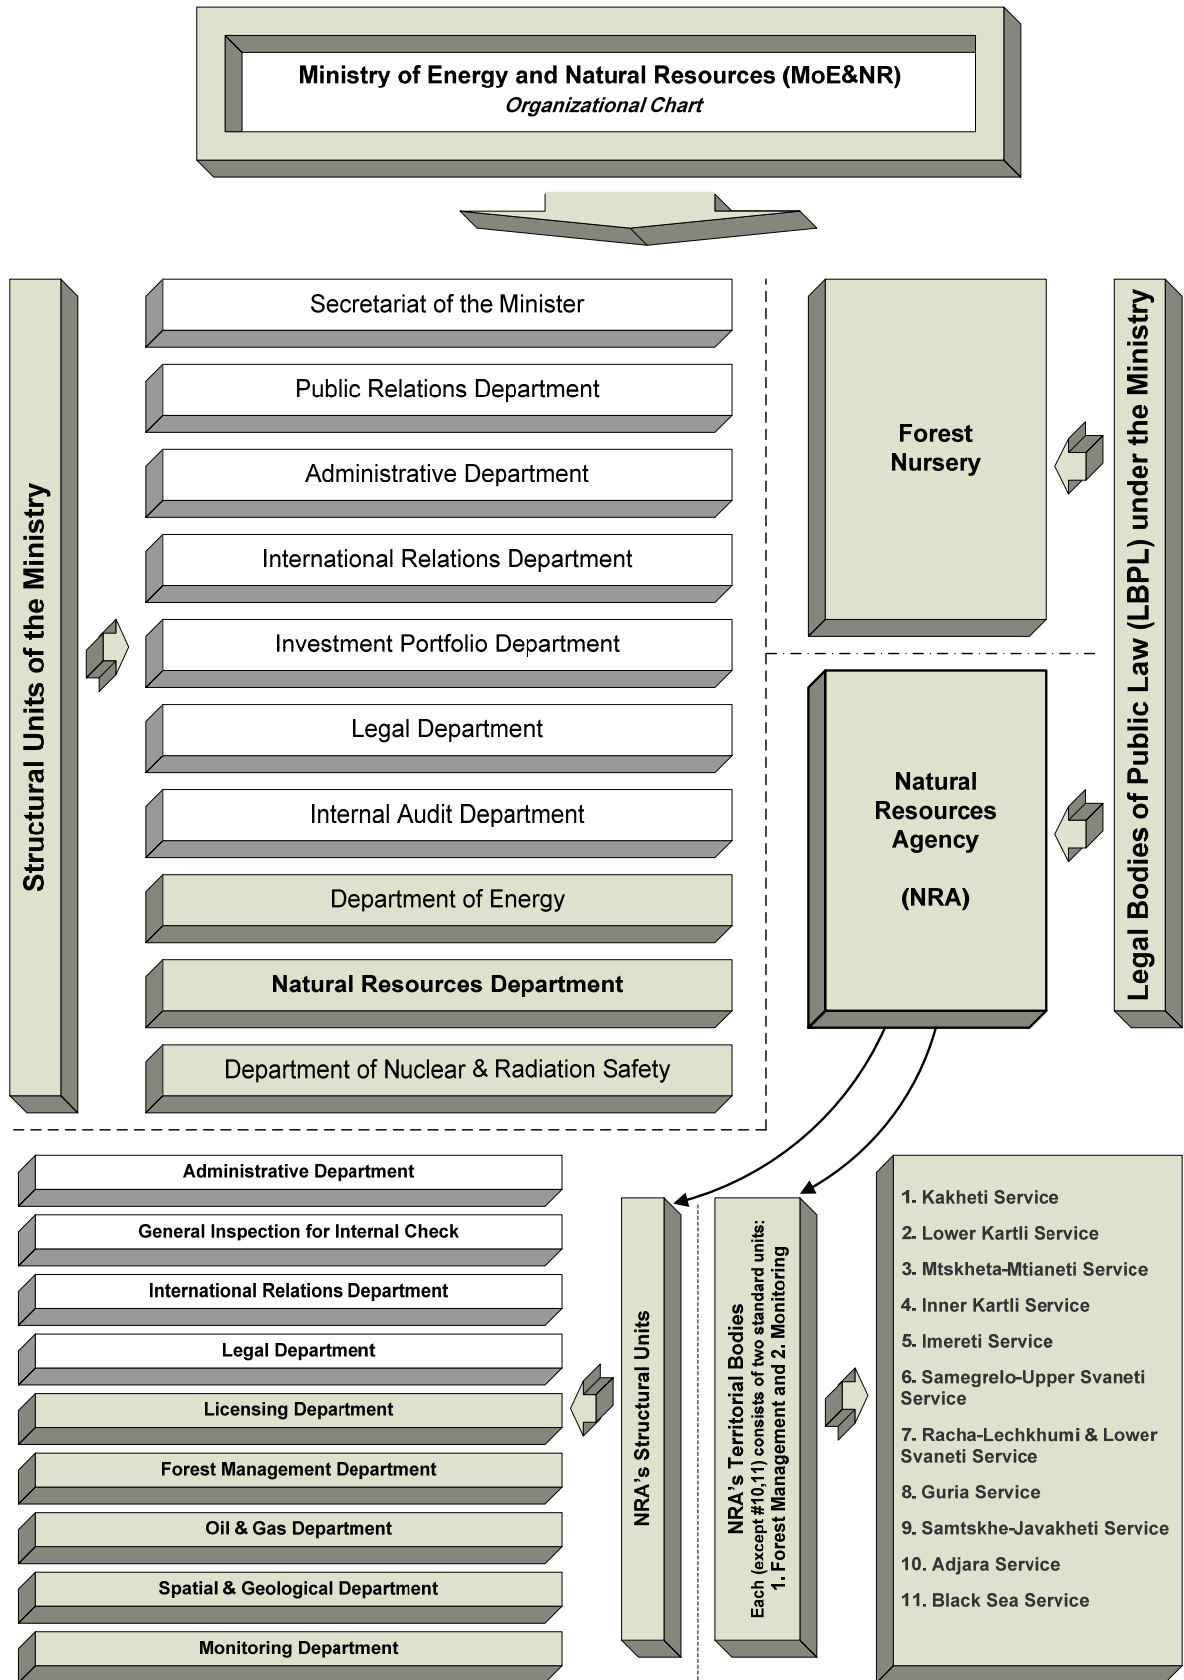 Ministry of Energy and Natural Resources (MoE&NR)
Organizational Chart
Structural Units of the Ministry
Secretariat of the Minister
Public Relations Department
Administrative Department
International Relations Department
Investment Portfolio Department
Legal Department
Internal Audit Department
Department of Energy
Natural Resources Department
Department of Nuclear & Radiation Safety
Forest
Nursery
Natural
Resources
Agency
(NRA)
Legal Bodies of Public Law (LBPL) under the Ministry
Administrative Department
General Inspection for Internal Check
International Relations Department
Legal Department
Licensing Department
Forest Management Department
Oil & Gas Department
Spatial & Geological Department
Monitoring Department
NRA's Structural Units
NRA's Territorial Bodies
Each (except #10,11) consists of two standard units:
1. Forest Management and 2. Monitoring
1. Kakheti Service
2. Lower Kartli Service
3. Mtskheta-Mtianeti Service
4. Inner Kartli Service
5. Imereti Service
6. Samegrelo-Upper Svaneti
Service
7. Racha-Lechkhumi & Lower
Svaneti Service
8. Guria Service
9. Samtskhe-Javakheti Service
10. Adjara Service
11. Black Sea Service